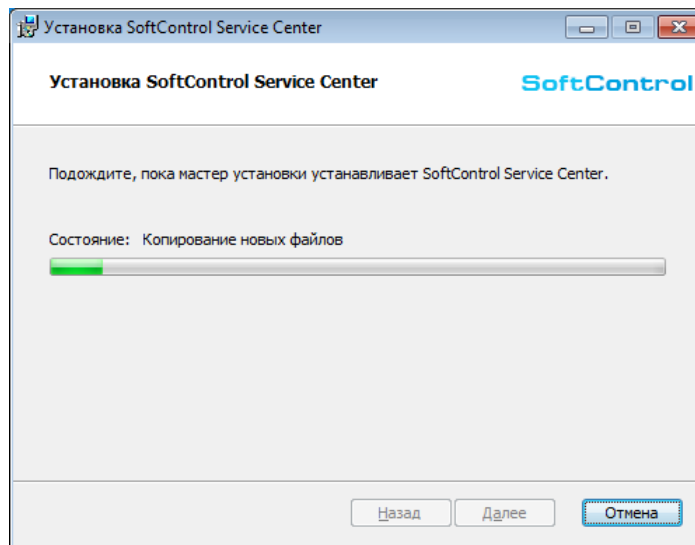 Установка SoftControl Service Center
Установка SoftControl Service Center
SoftControl
Подождите, пока мастер установки устанавливает SoftControl Service Center.
Состояние: Копирование новых файлов
Назад Далее Отмена